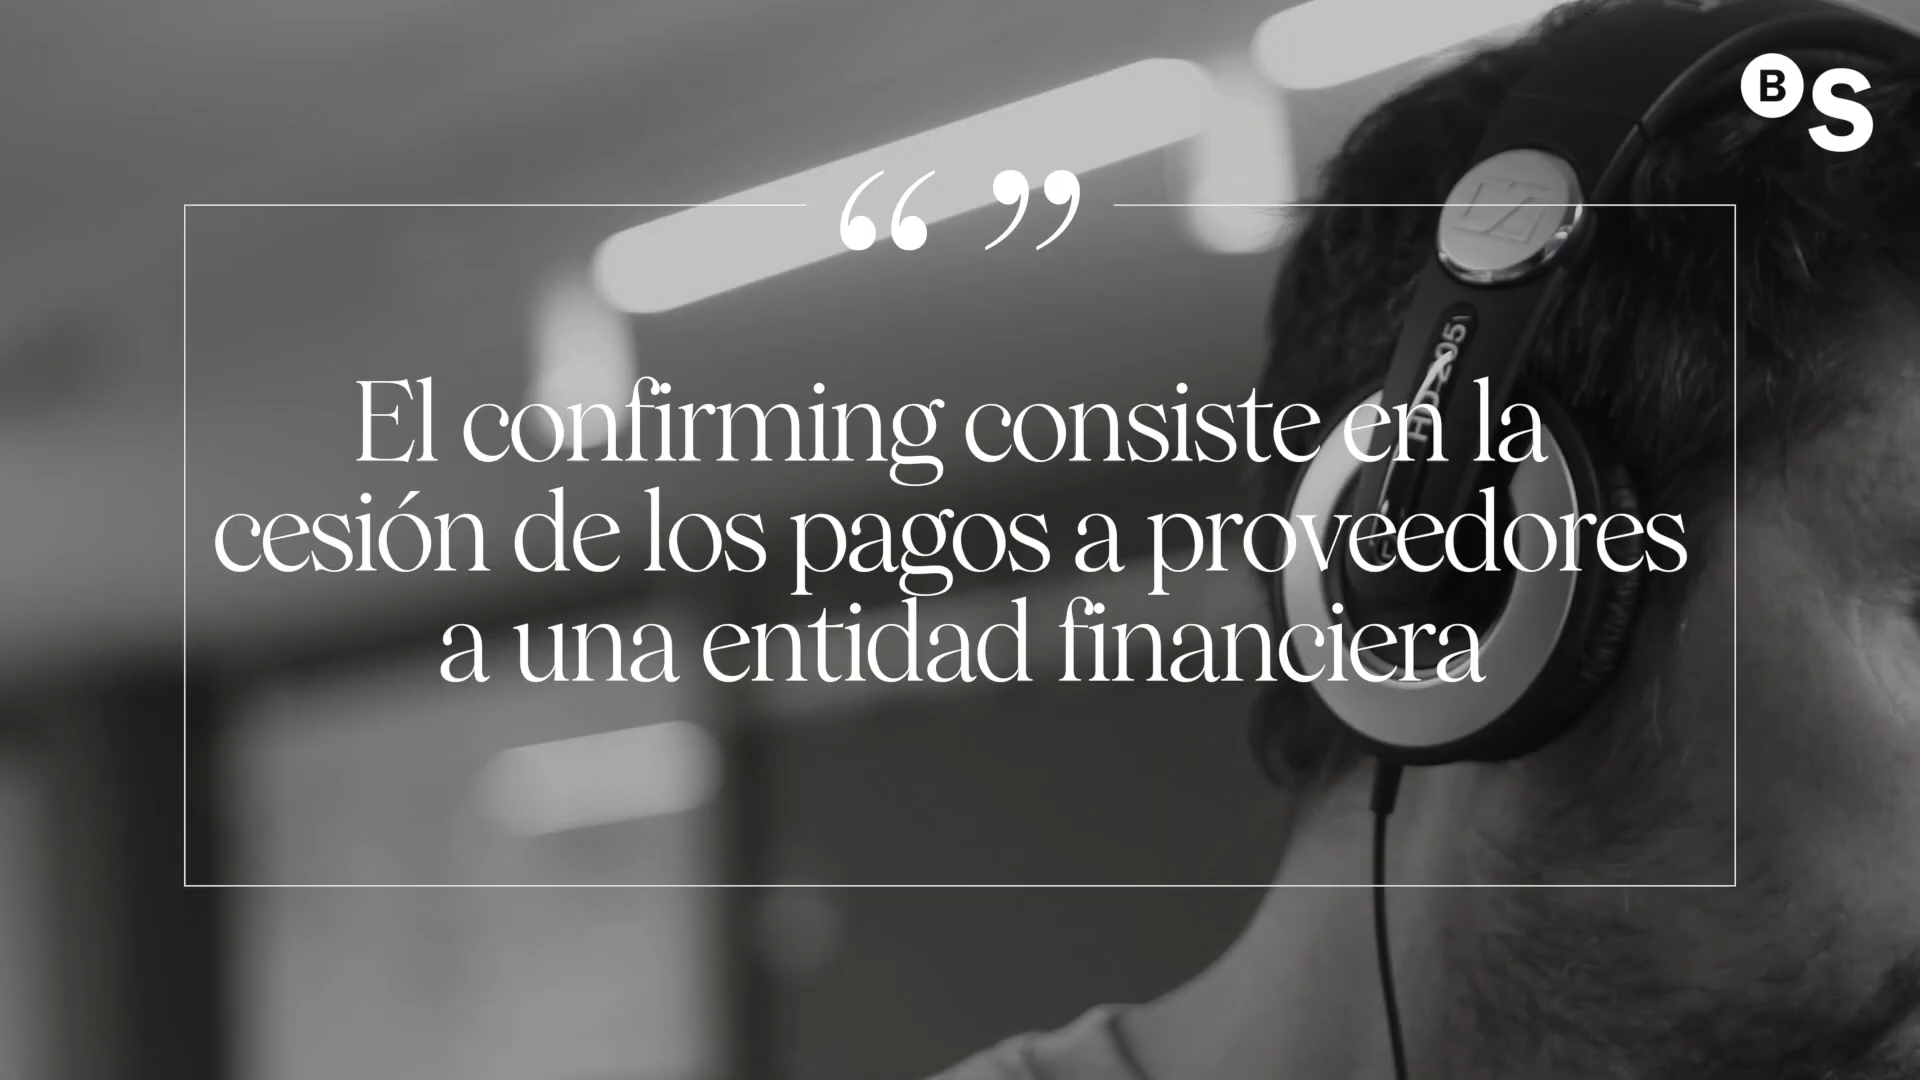 B S
“ ”
El confirming consiste en la
cesión de los pagos a proveedores
a una entidad financiera